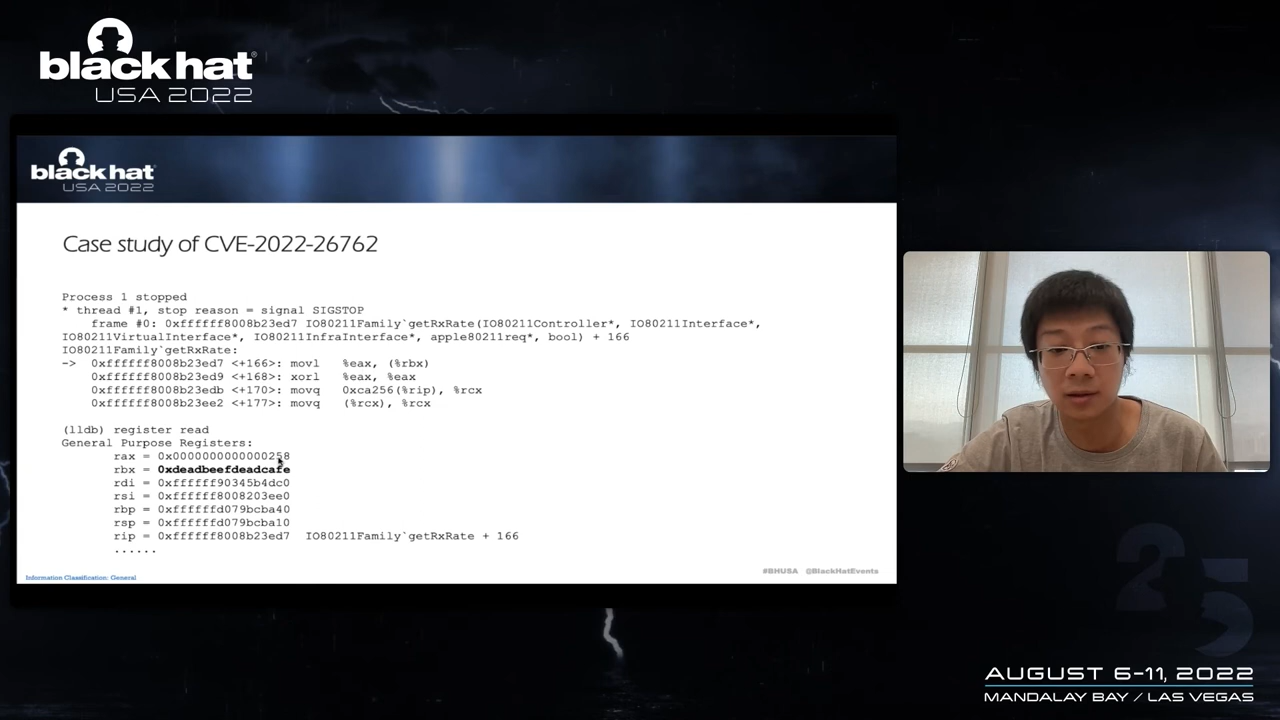 black hat®
USA 2022
black hat®
USA 2022
Case study of CVE-2022-26762
Process 1 stopped
* thread #1, stop reason = signal SIGSTOP
frame #0: 0xffffff8008b23ed7 IO80211Family`getRxRate(IO80211Controller*, IO80211Interface*,
IO80211VirtualInterface*, IO80211InfraInterface*, apple80211req*, bool) + 166
IO80211Family`getRxRate:
-> 0xffffff8008b23ed7 <+166>: movl %eax, (%rbx)
0xffffff8008b23ed9 <+168>: xorl %eax, %eax
0xffffff8008b23edb <+170>: movq 0xca256(%rip), %rcx
0xffffff8008b23ee2 <+177>: movq (%rcx), %rcx
(lldb) register read
General Purpose Registers:
rax = 0x0000000000000258
rbx = 0xdeadbeefdeadcafe
rdi = 0xffffff90345b4dc0
rsi = 0xffffff8008203ee0
rbp = 0xffffffd079bcba40
rsp = 0xffffffd079bcba10
rip = 0xffffff8008b23ed7 IO80211Family`getRxRate + 166
......
Information Classification: General
#BHUSA @BlackHatEvents
25
AUGUST 6-11, 2022
MANDALAY BAY / LAS VEGAS